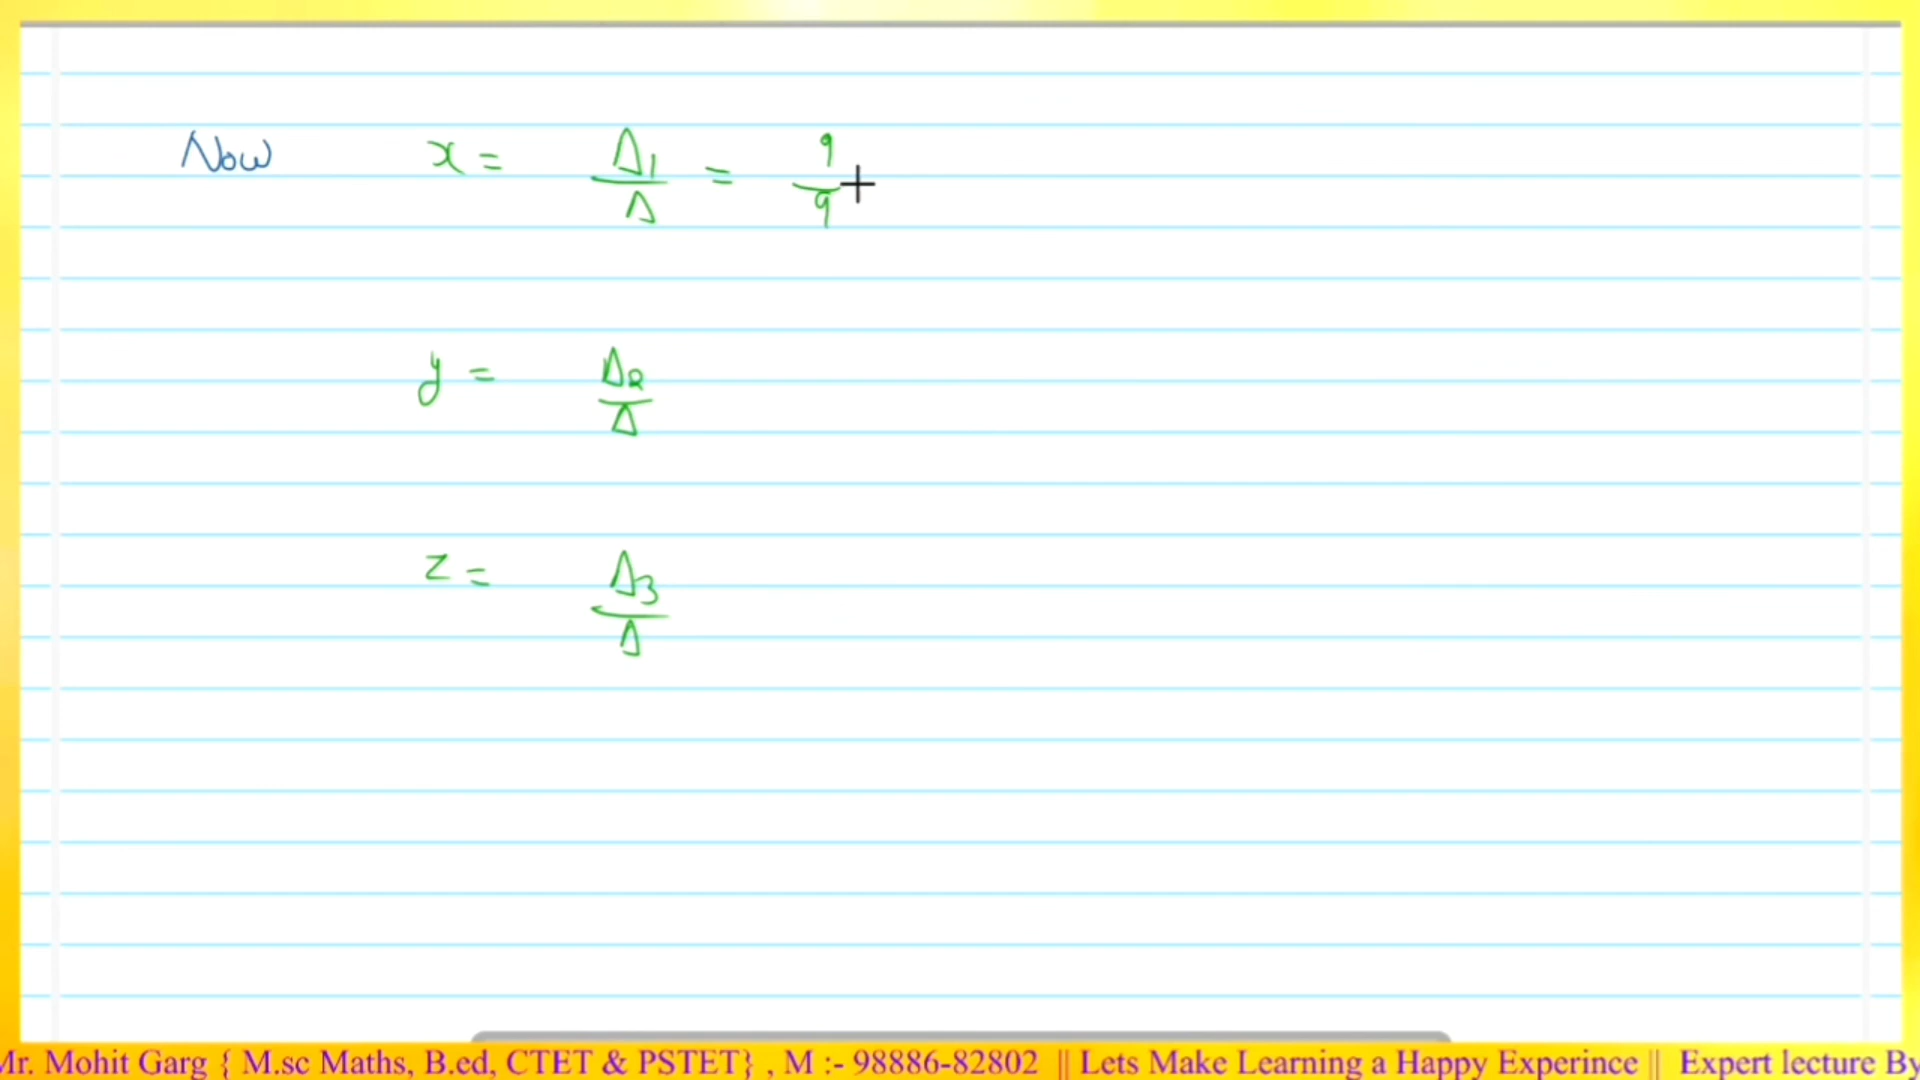 Now x = Δ1/Δ = 9/9
y = Δ2/Δ
z = Δ3/Δ
Mr. Mohit Garg { M.sc Maths, B.ed, CTET & PSTET} , M :- 98886-82802 || Lets Make Learning a Happy Experince || Expert lecture By